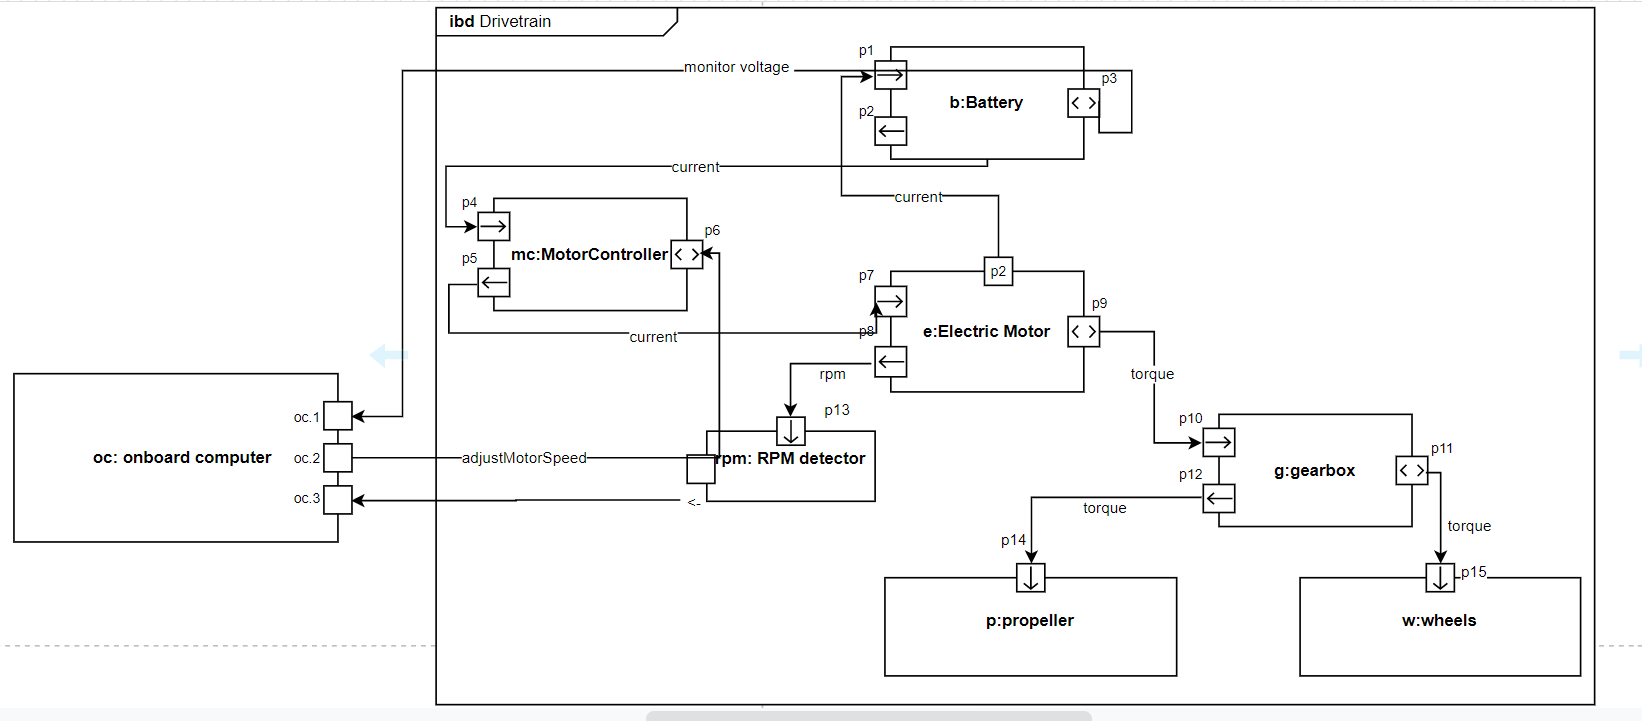 ibd Drivetrain
p1
monitor voltage
p3
b:Battery
p2
current
current
p4
p6
mc:MotorController
p5
p2
p7
p9
e:Electric Motor
p8
current
rpm
torque
p13
p10
oc.1
p11
oc: onboard computer
oc.2
adjustMotorSpeed
rpm: RPM detector
g:gearbox
p12
oc.3
<-
torque
torque
p14
p15
p:propeller
w:wheels